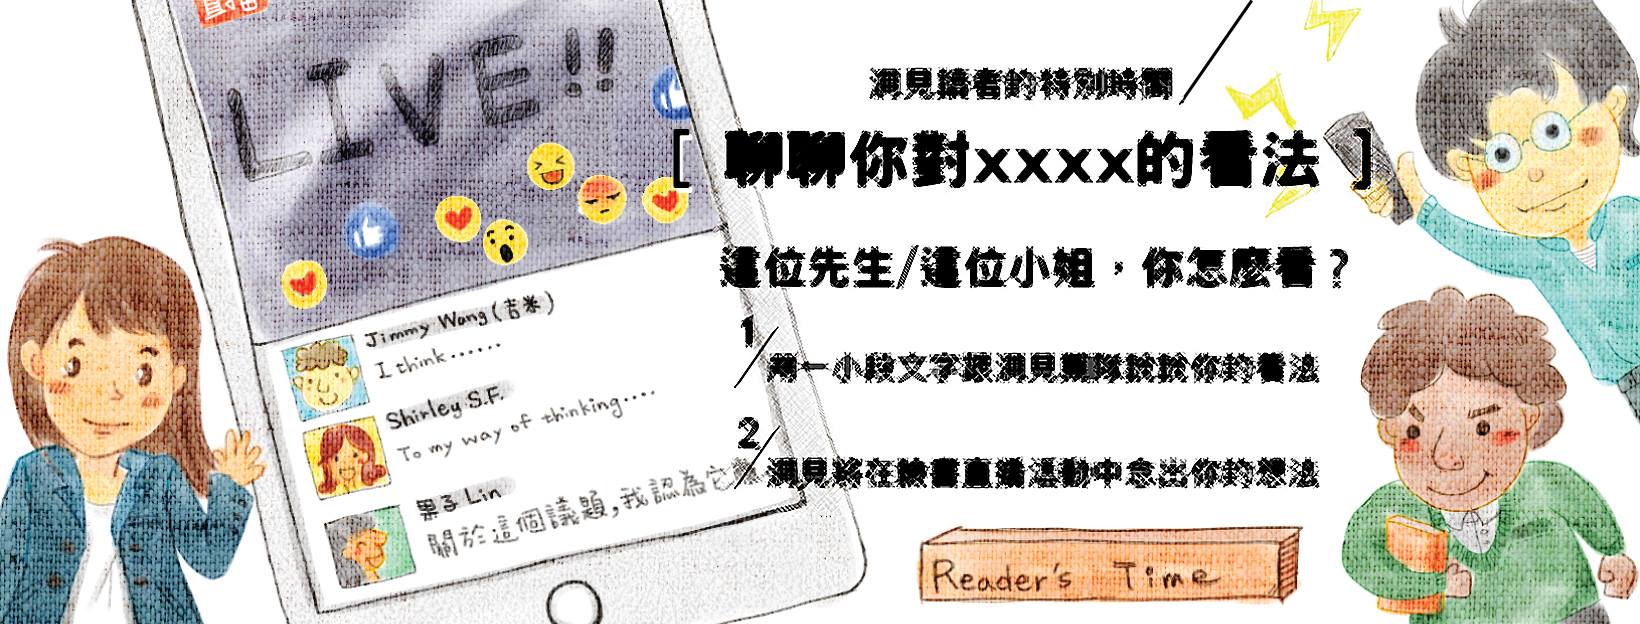 直播
LIVE!!
Jimmy Wang(吉米)
I think......
Shirley S.F.
To my way of thinking....
果子 Lin
關於這個議題,我認為它
洞見讀者的特別時間
[ 聊聊你對xxxx的看法 ]
這位先生/這位小姐，你怎麼看？
1
用一小段文字跟洞見團隊說說你的看法
2
洞見將在臉書直播活動中念出你的想法
Reader's Time